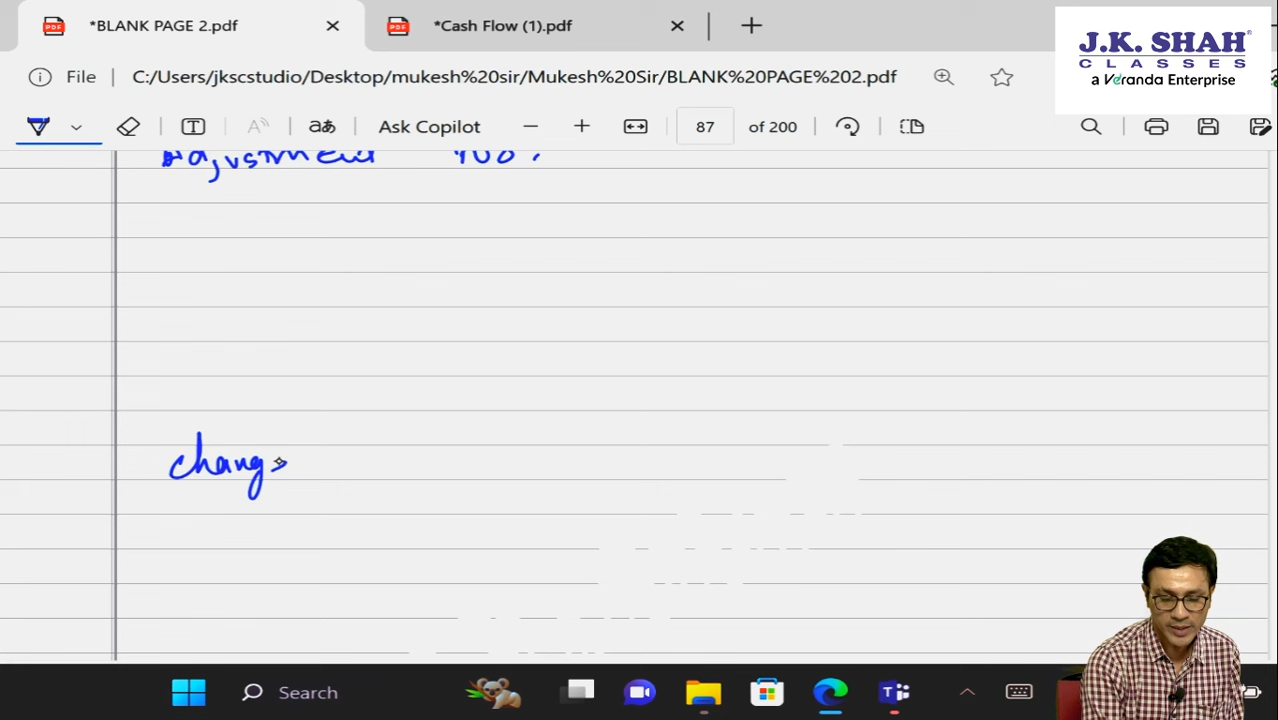 *BLANK PAGE 2.pdf
*Cash Flow (1).pdf
J.K. SHAH
CLASSES
a Veranda Enterprise
File
C:/Users/jkscstudio/Desktop/mukesh%20sir/Mukesh%20Sir/BLANK%20PAGE%202.pdf
Ask Copilot
87 of 200
Adjustment
chang
Search